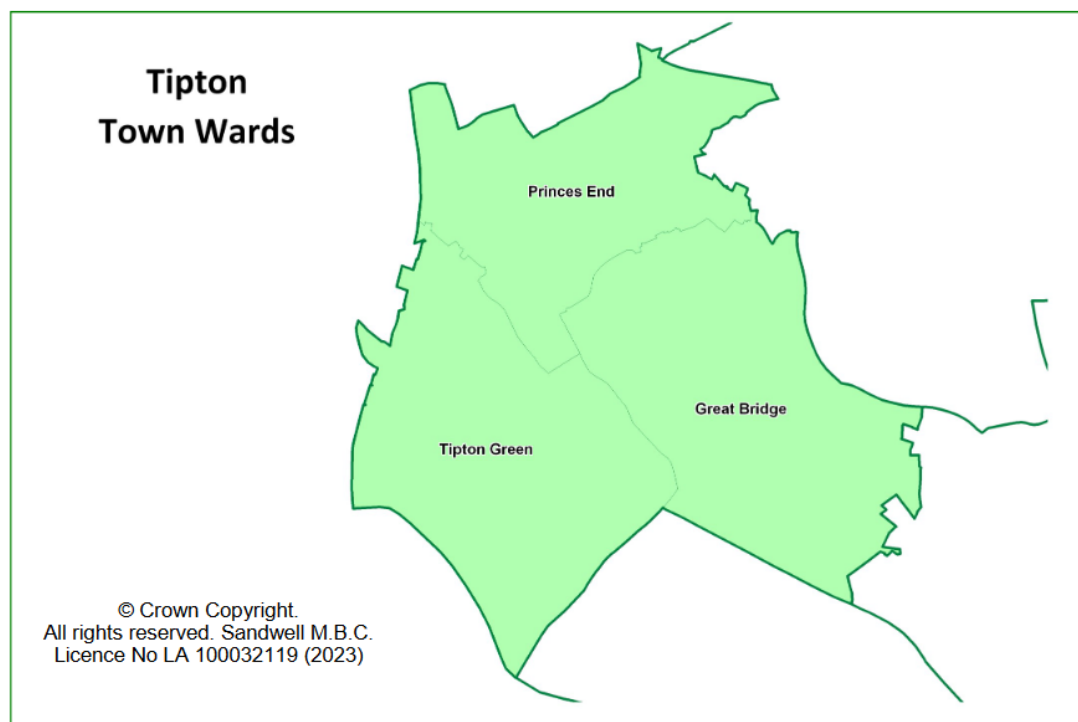 Tipton
Town Wards
Princes End
Great Bridge
Tipton Green
© Crown Copyright.
All rights reserved. Sandwell M.B.C.
Licence No LA 100032119 (2023)